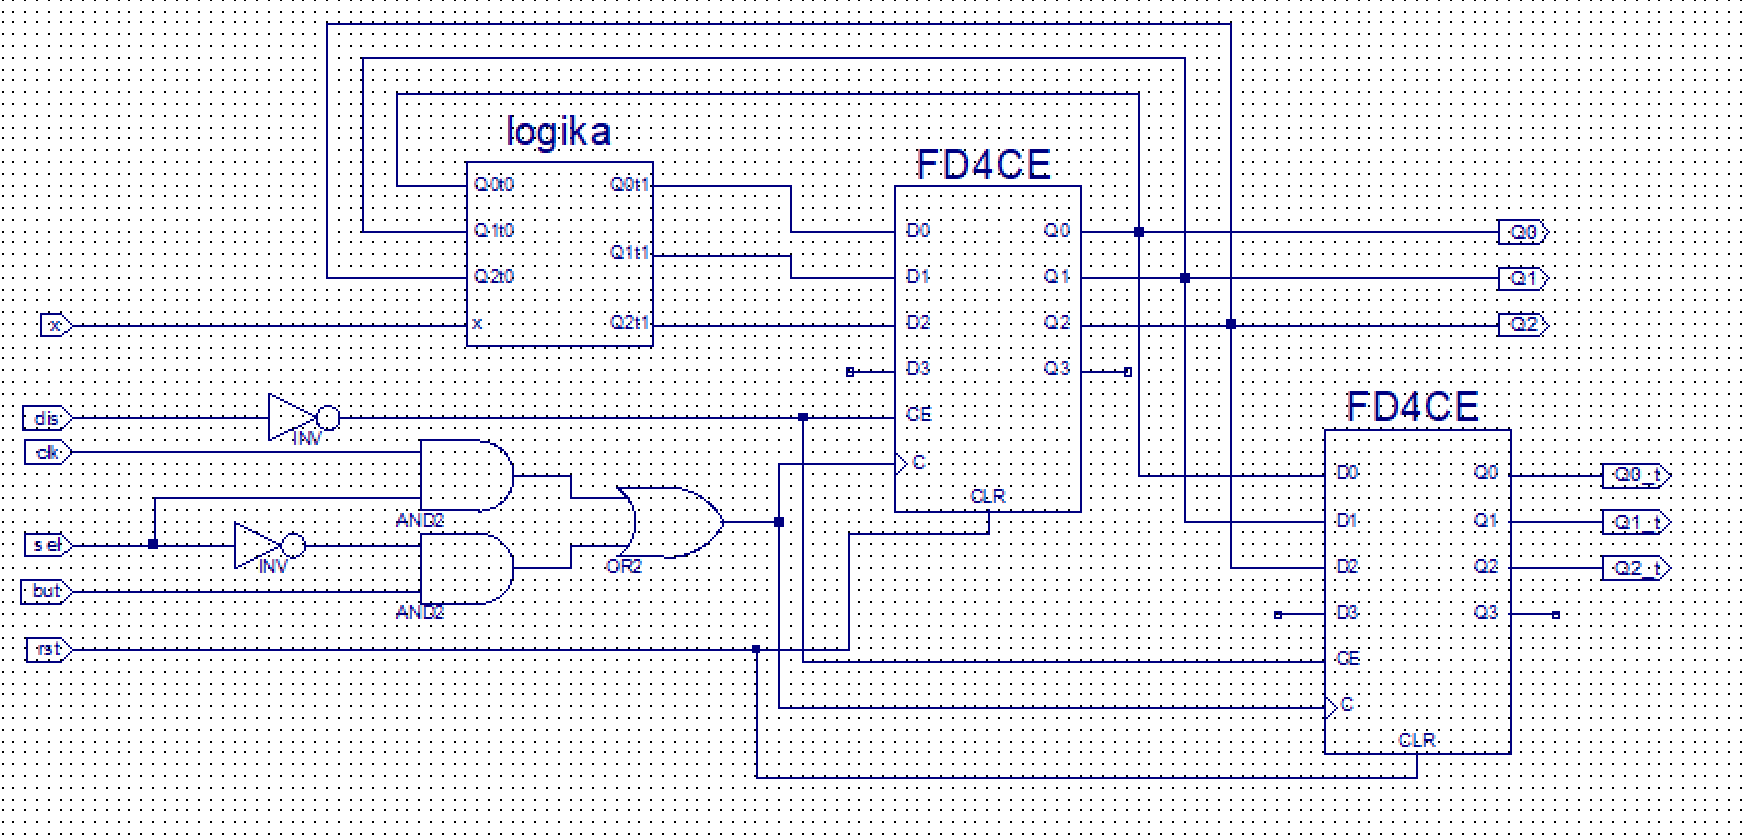 logika
Q0t0
Q1t0
Q2t0
x
Q0t1
Q1t1
Q2t1
FD4CE
D0
D1
D2
D3
CE
C
CLR
Q0
Q1
Q2
Q3
Q0
Q1
Q2
x
dis
INV
clk
AND2
sel
INV
but
AND2
OR2
rst
FD4CE
D0
D1
D2
D3
CE
C
CLR
Q0
Q1
Q2
Q3
Q0_t
Q1_t
Q2_t